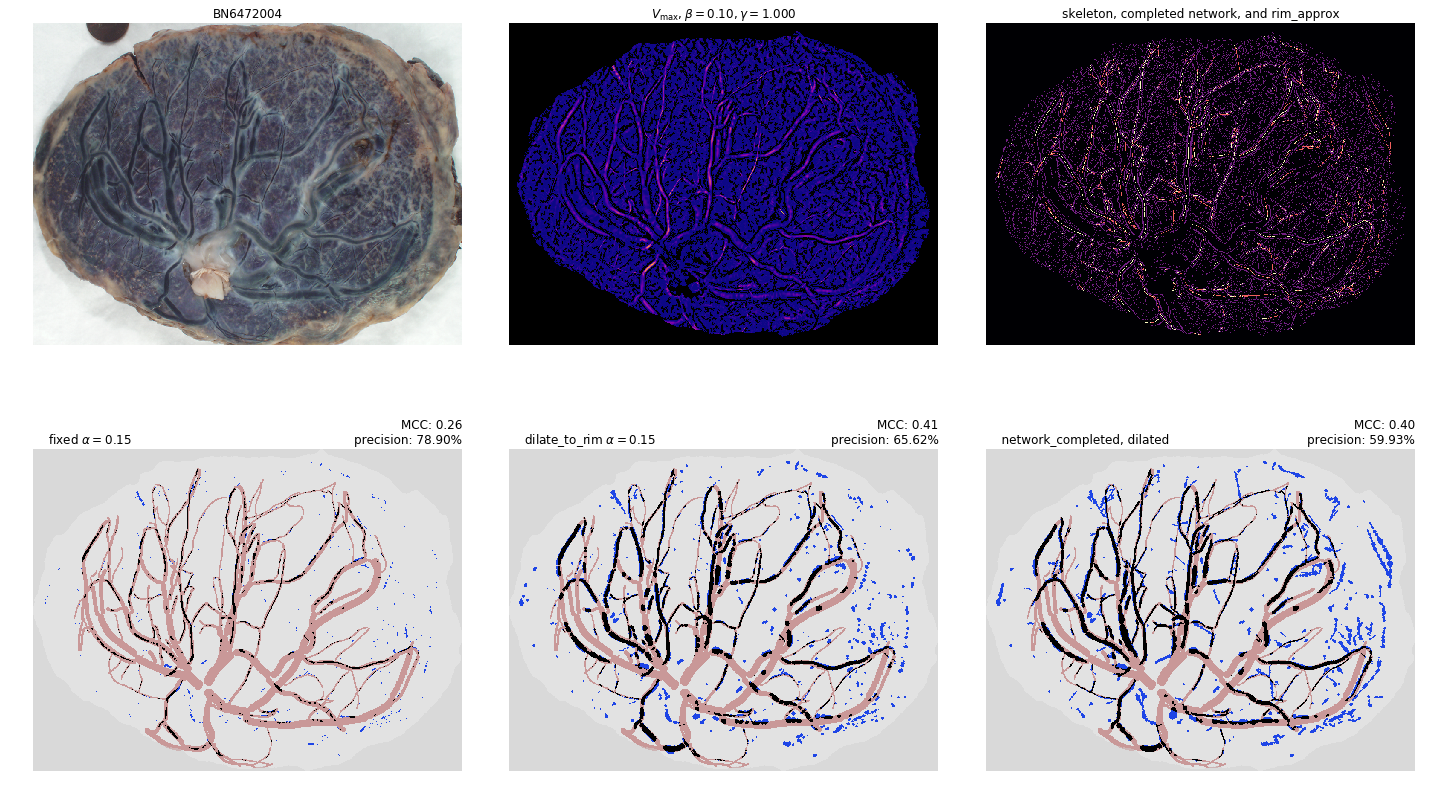 BN6472004
V_max, β = 0.10, γ = 1.000
skeleton, completed network, and rim_approx
MCC: 0.26
fixed α = 0.15
precision: 78.90%
MCC: 0.41
dilate_to_rim α = 0.15
precision: 65.62%
MCC: 0.40
network_completed, dilated
precision: 59.93%